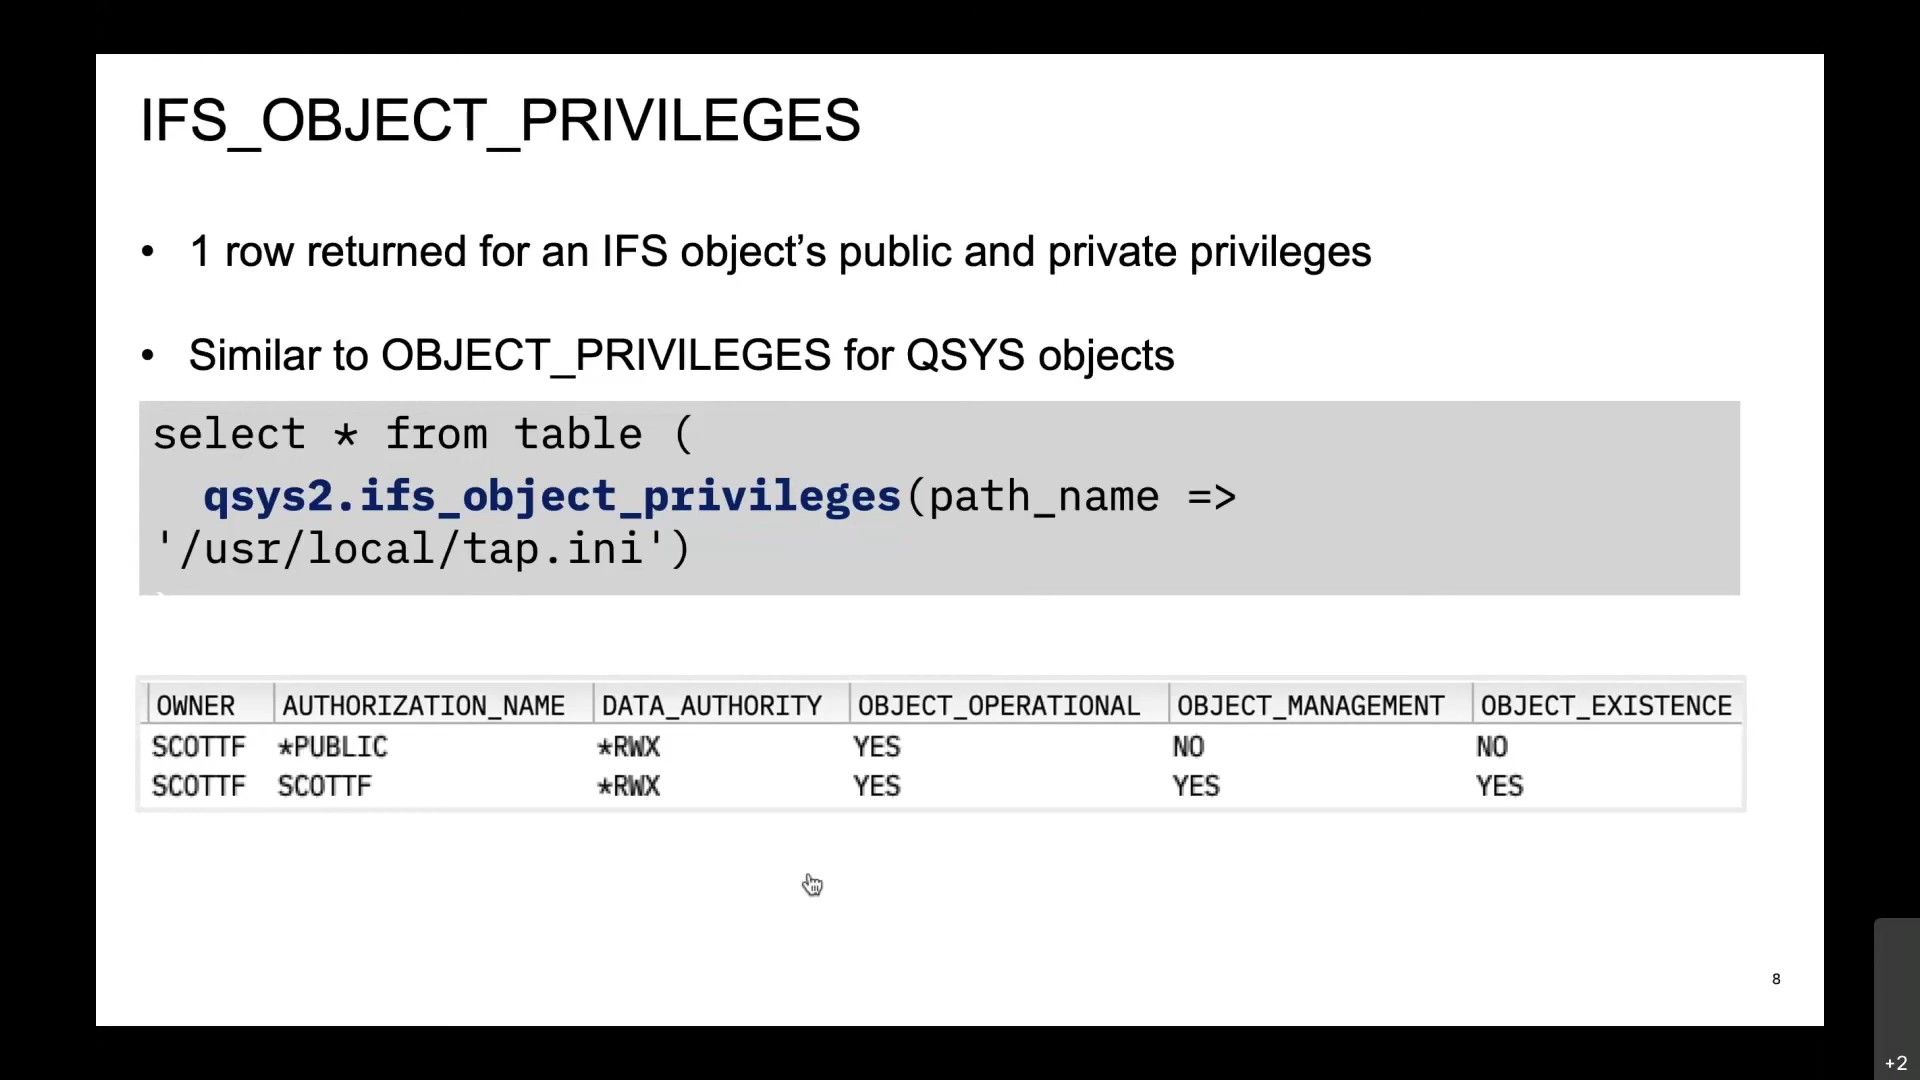 IFS_OBJECT_PRIVILEGES
• 1 row returned for an IFS object’s public and private privileges
• Similar to OBJECT_PRIVILEGES for QSYS objects
select * from table (
qsys2.ifs_object_privileges(path_name =>
'/usr/local/tap.ini')
OWNER AUTHORIZATION_NAME DATA_AUTHORITY OBJECT_OPERATIONAL OBJECT_MANAGEMENT OBJECT_EXISTENCE
SCOTTF *PUBLIC *RWX YES NO NO
SCOTTF SCOTTF *RWX YES YES YES
8
+2